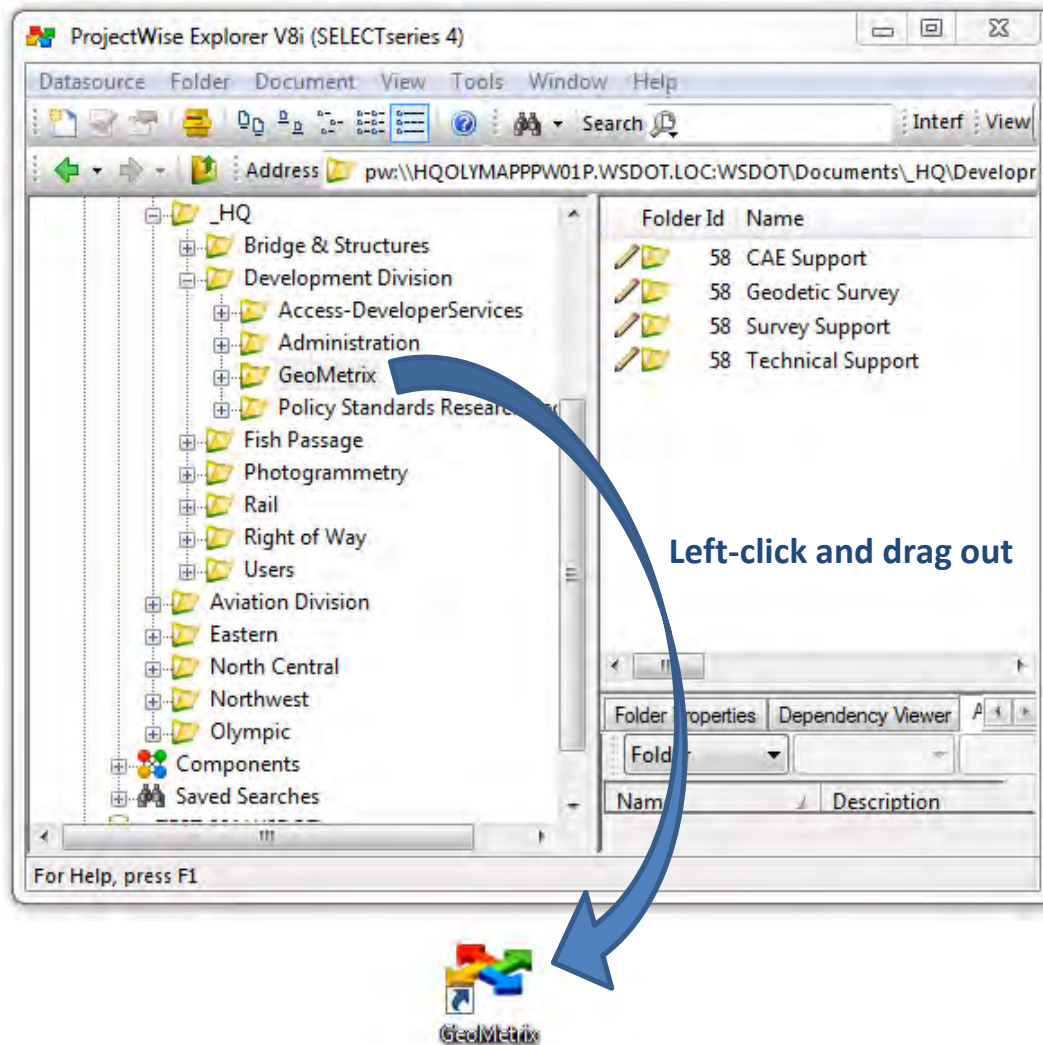 ProjectWise Explorer V8i (SELECTseries 4)
Datasource Folder Document View Tools Window Help
Search Interf View
Address pw:\\HQOLYMAPPPW01P.WSDOT.LOC:WSDOT\Documents\_HQ\Developr
_HQ
Bridge & Structures
Development Division
Access-DeveloperServices
Administration
GeoMetrix
Policy Standards Research
Fish Passage
Photogrammetry
Rail
Right of Way
Users
Aviation Division
Eastern
North Central
Northwest
Olympic
Components
Saved Searches
Folder Id Name
58 CAE Support
58 Geodetic Survey
58 Survey Support
58 Technical Support
Left-click and drag out
Folder Properties Dependency Viewer A
Folder
Name Description
For Help, press F1
GeoMetrix